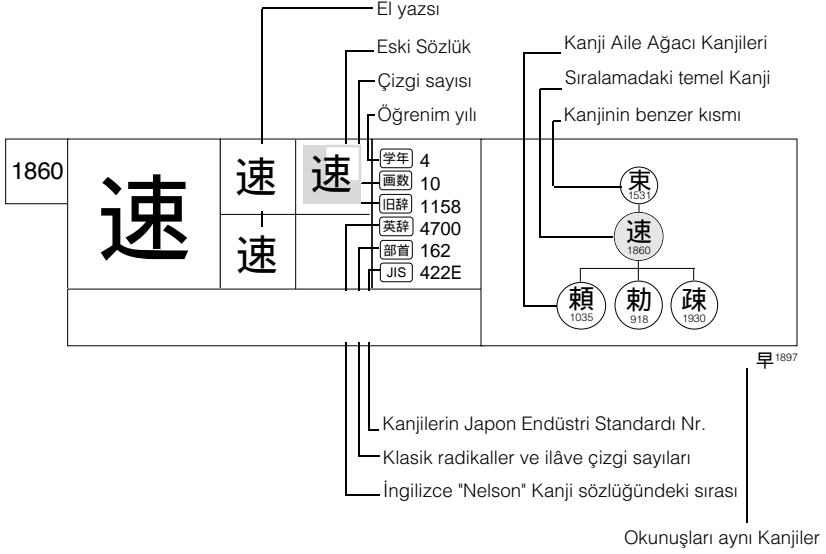 El yazsı
Eski Sözlük
Çizgi sayısı
Öğrenim yılı
Kanji Aile Ağacı Kanjileri
Sıralamadaki temel Kanji
Kanjinin benzer kısmı
1860
速
速
速
速
学年 4
画数 10
旧辞 1158
英辞 4700
部首 162
JIS 422E
束
1531
速
1860
頼
1035
勅
918
疎
1930
早1897
Kanjilerin Japon Endüstri Standardı Nr.
Klasik radikaller ve ilâve çizgi sayıları
İngilizce "Nelson" Kanji sözlüğündeki sırası
Okunuşları aynı Kanjiler